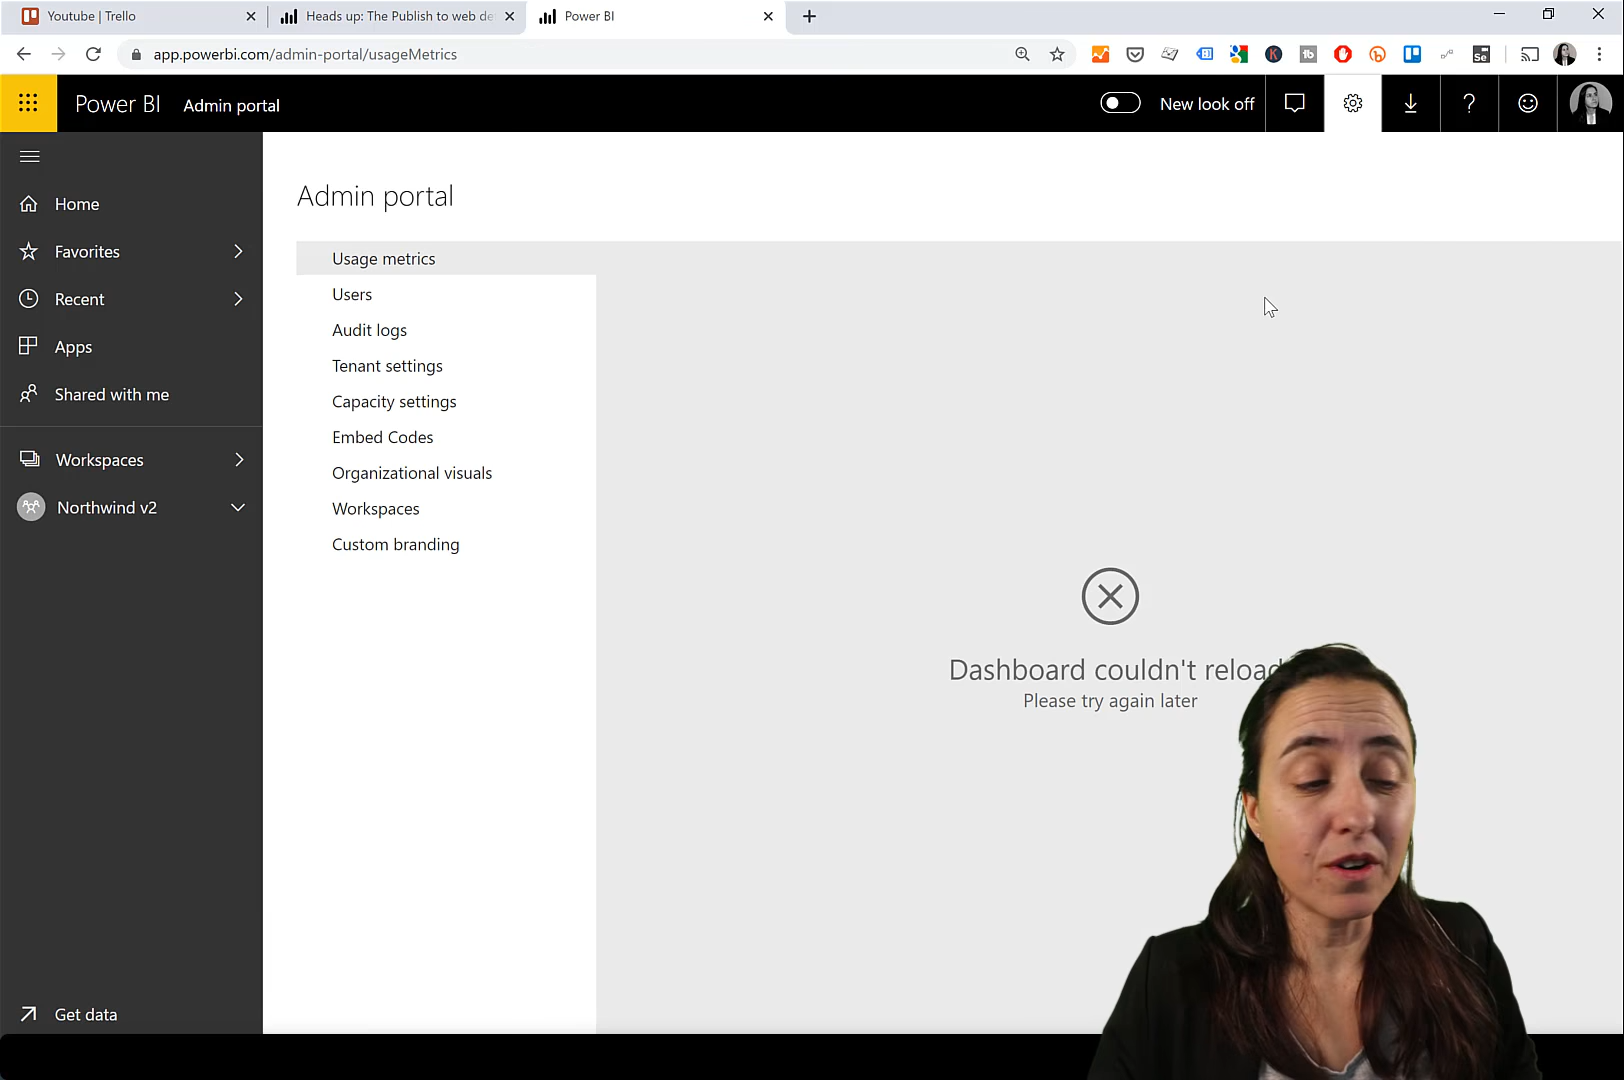 Youtube | Trello
Heads up: The Publish to web de
Power BI
app.powerbi.com/admin-portal/usageMetrics
Power BI
Admin portal
New look off
Home
Favorites
Recent
Apps
Shared with me
Workspaces
Northwind v2
Get data
Admin portal
Usage metrics
Users
Audit logs
Tenant settings
Capacity settings
Embed Codes
Organizational visuals
Workspaces
Custom branding
Dashboard couldn't reload
Please try again later